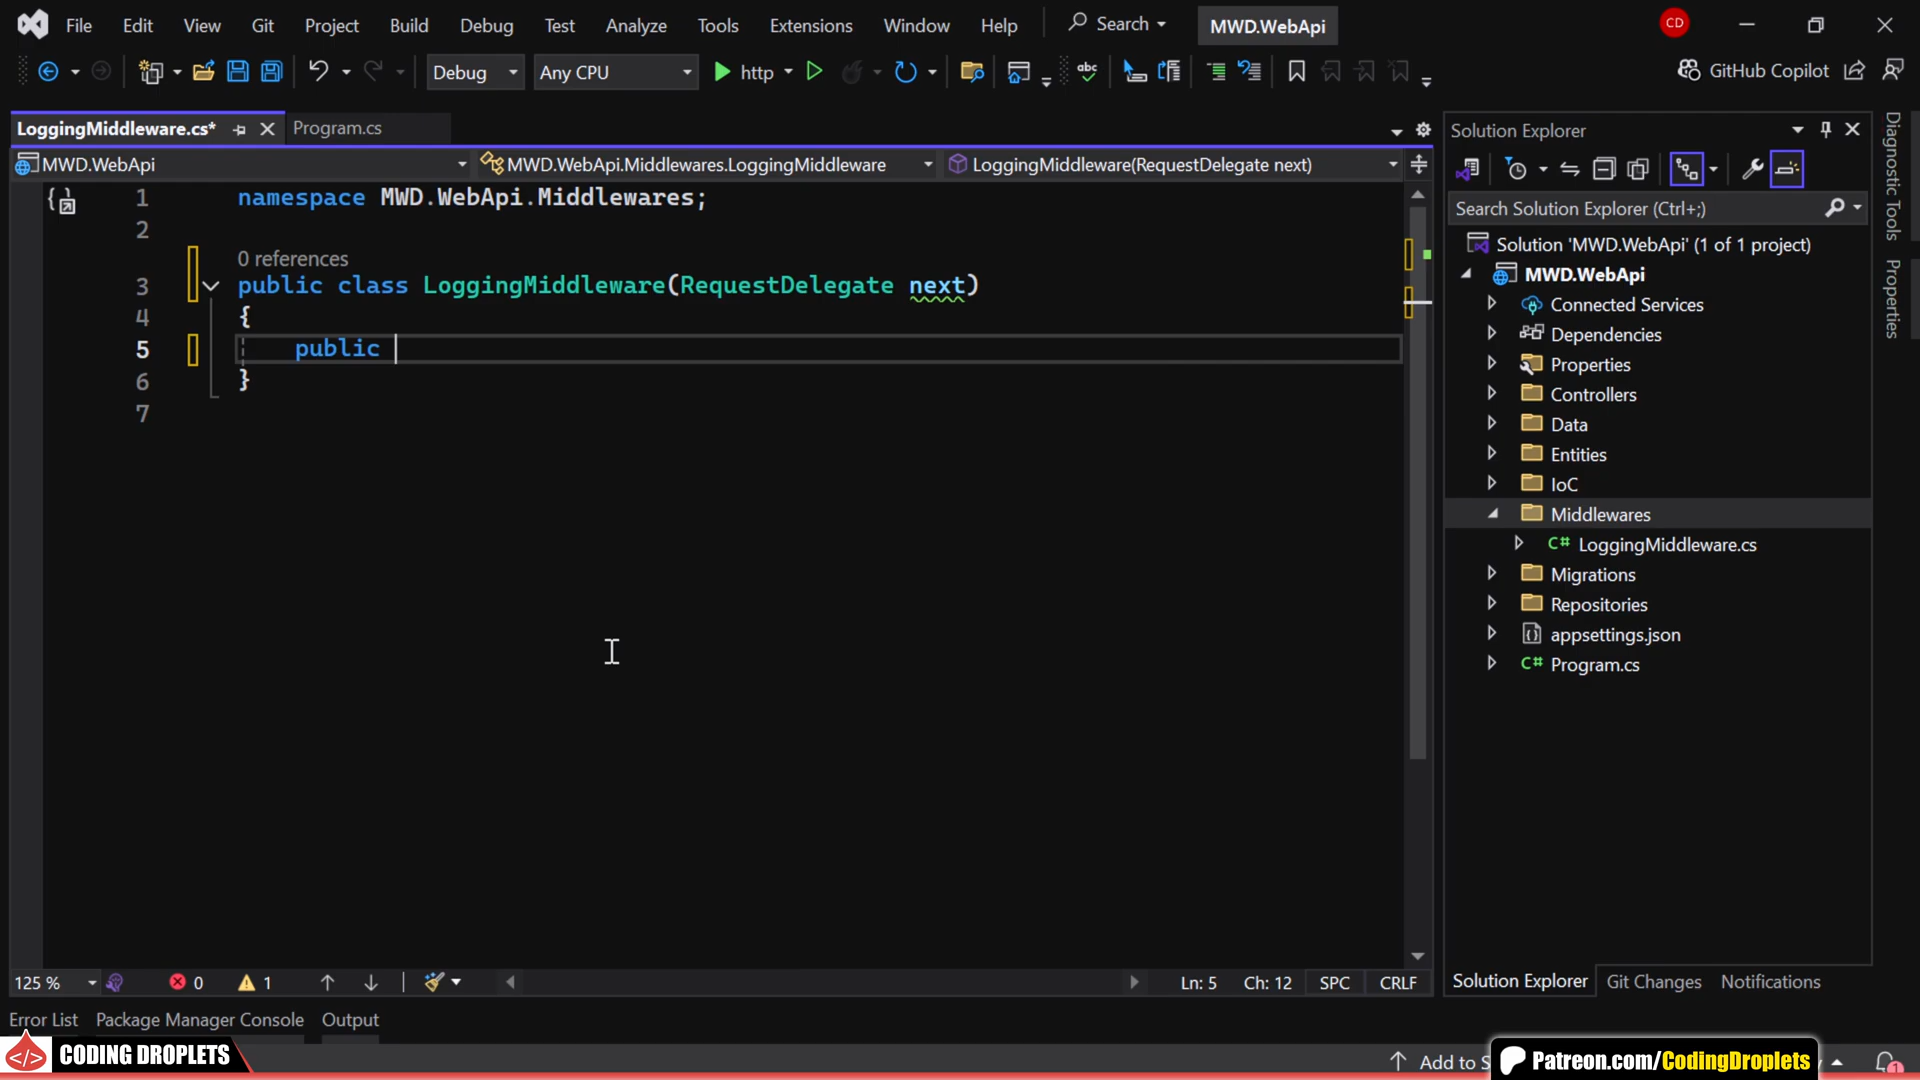 File Edit View Git Project Build Debug Test Analyze Tools Extensions Window Help Search MWD.WebApi CD
Debug Any CPU http abc GitHub Copilot
LoggingMiddleware.cs* Program.cs
MWD.WebApi MWD.WebApi.Middlewares.LoggingMiddleware LoggingMiddleware(RequestDelegate next)
1 namespace MWD.WebApi.Middlewares;
2
0 references
3 public class LoggingMiddleware(RequestDelegate next)
4 {
5 public
6 }
7
125 % 0 1 Ln: 5 Ch: 12 SPC CRLF
Error List Package Manager Console Output
Solution Explorer
Search Solution Explorer (Ctrl+;)
Solution 'MWD.WebApi' (1 of 1 project)
MWD.WebApi
Connected Services
Dependencies
Properties
Controllers
Data
Entities
IoC
Middlewares
C# LoggingMiddleware.cs
Migrations
Repositories
appsettings.json
C# Program.cs
Solution Explorer Git Changes Notifications
Diagnostic Tools
Properties
</> CODING DROPLETS
Add to
Patreon.com/CodingDroplets
1